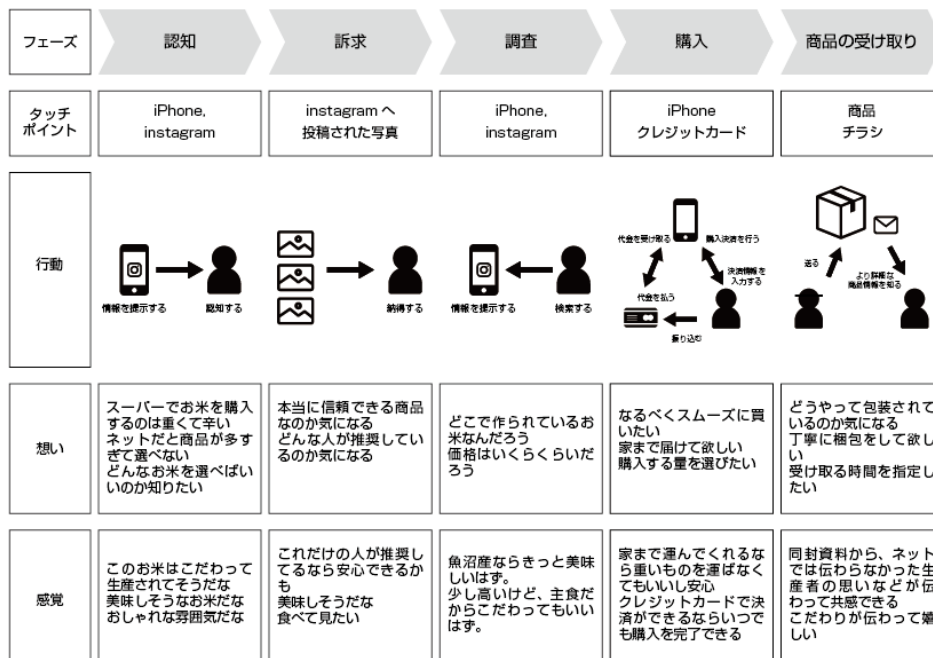 フェーズ
認知
訴求
調査
購入
商品の受け取り
タッチ
ポイント
iPhone,
instagram
instagram へ
投稿された写真
iPhone,
instagram
iPhone
クレジットカード
商品
チラシ
行動
情報を提示する
認知する
納得する
情報を提示する
検索する
代金を受け取る
購入決済を行う
決済情報を
入力する
代金を払う
振り込む
送る
より詳細な
商品情報を知る
想い
スーパーでお米を購入
するのは重くて辛い
ネットだと商品が多す
ぎて選べない
どんなお米を選べばい
いのか知りたい
本当に信頼できる商品
なのか気になる
どんな人が推奨してい
るのか気になる
どこで作られているお
米なんだろう
価格はいくらくらいだ
ろう
なるべくスムーズに買
いたい
家まで届けて欲しい
購入する量を選びたい
どうやって包装されて
いるのか気になる
丁寧に梱包をして欲し
い
受け取る時間を指定し
たい
感覚
このお米はこだわって
生産されてそうだな
美味しそうなお米だな
おしゃれな雰囲気だな
これだけの人が推奨し
てるなら安心できるか
も
美味しそうだな
食べて見たい
魚沼産ならきっと美味
しいはず。
少し高いけど、主食だ
からこだわってもいい
はず。
家まで運んでくれるな
ら重いものを運ばなく
てもいいし安心
クレジットカードで決
済ができるならいつで
も購入を完了できる
同封資料から、ネット
では伝わらなかった生
産者の思いなどが伝
わって共感できる
こだわりが伝わって嬉
しい